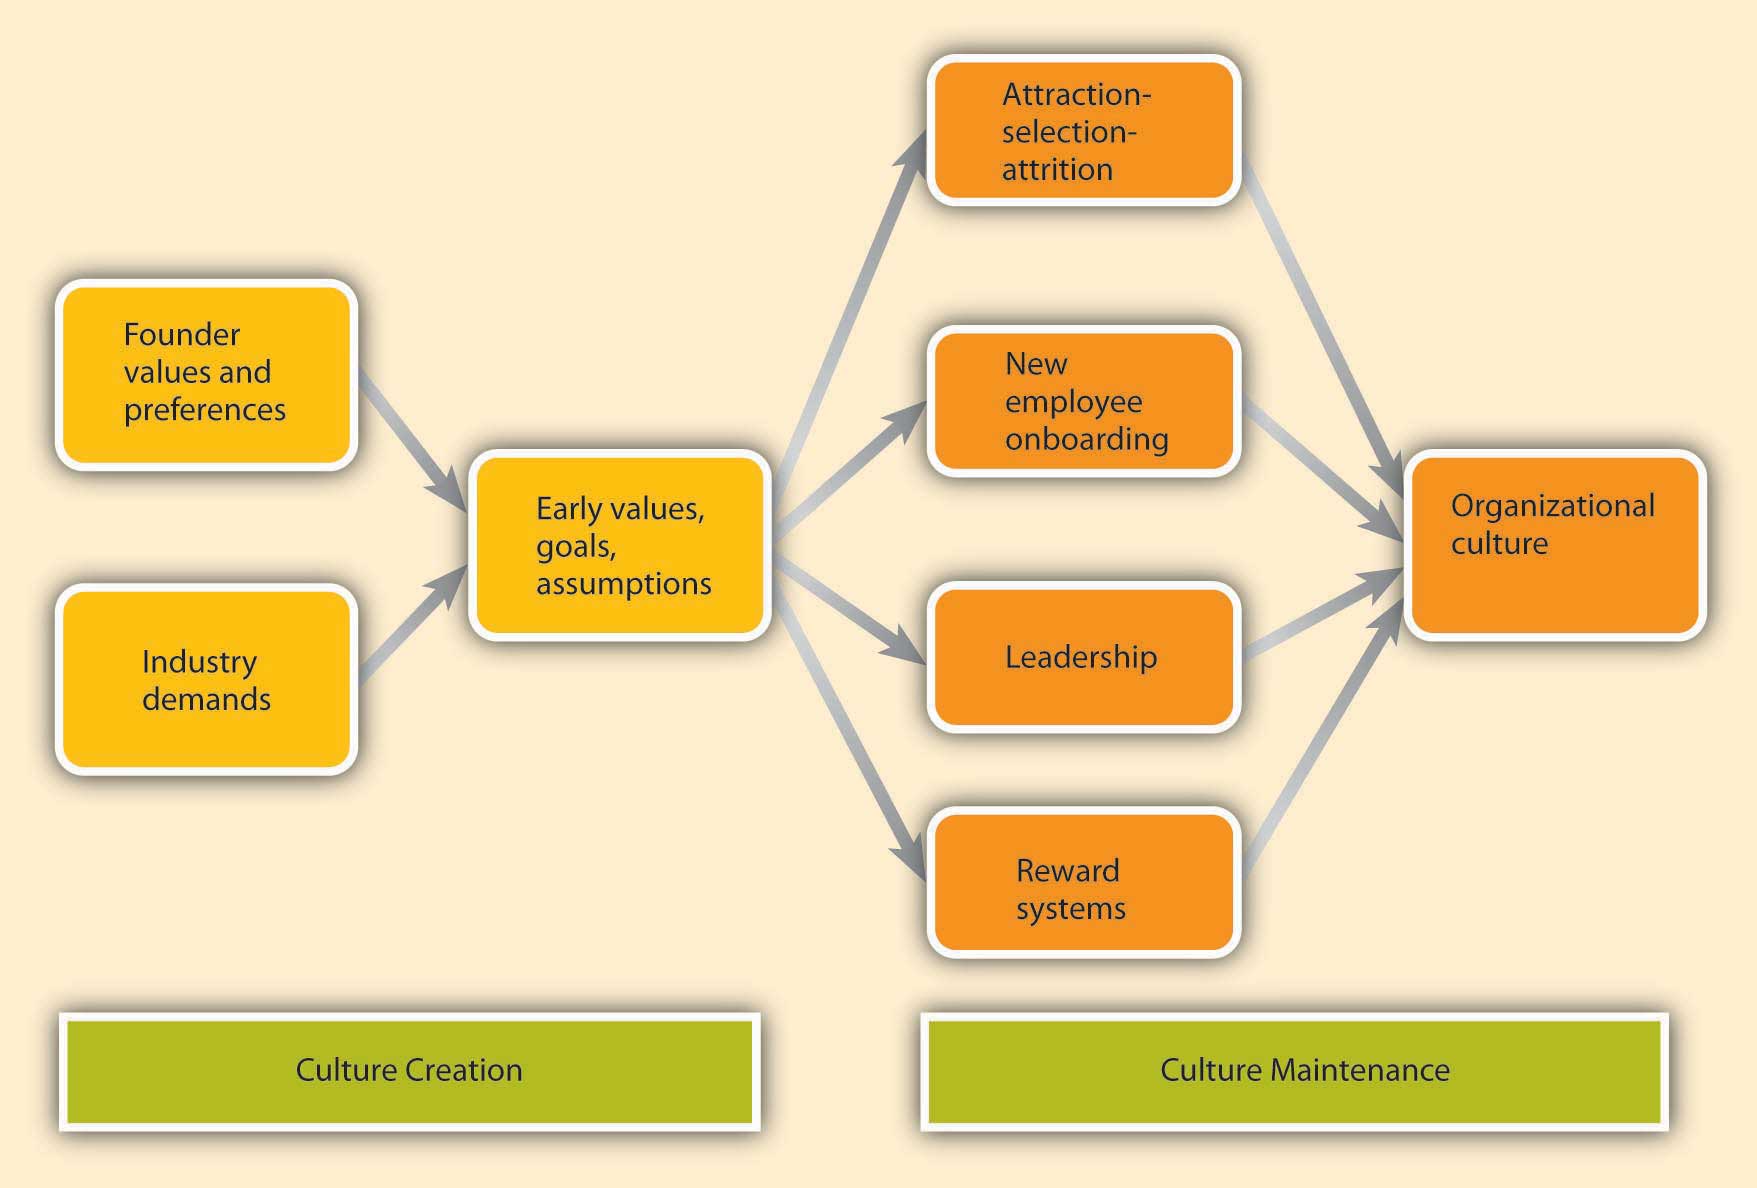 Attraction-
selection-
attrition
Founder
values and
preferences
New
employee
onboarding
Early values,
goals,
assumptions
Organizational
culture
Industry
demands
Leadership
Reward
systems
Culture Creation
Culture Maintenance